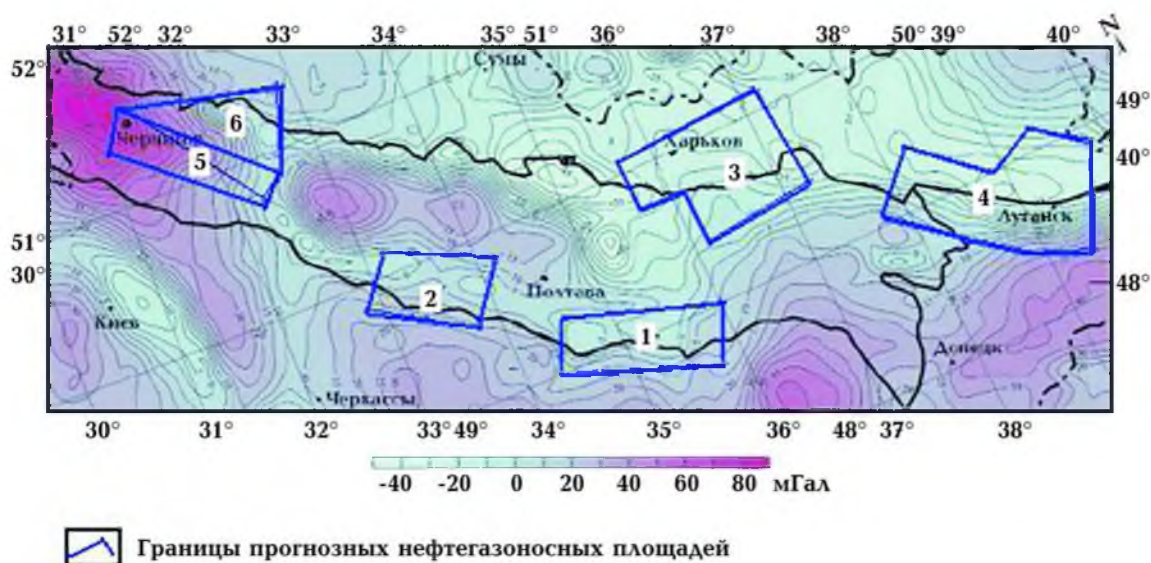 31° 52° 32° 33° 34° 35° 51° 36° 37° 38° 50° 39° 40°
N
52°
Сумы
49°
6
Чернигов
Харьков
5
3
40°
4
Луганск
51°
30°
2
Полтава
48°
Киев
1
Донецк
Черкассы
30° 31° 32° 33° 49° 34° 35° 36° 48° 37° 38°
-40 -20 0 20 40 60 80 мГал
Границы прогнозных нефтегазоносных площадей